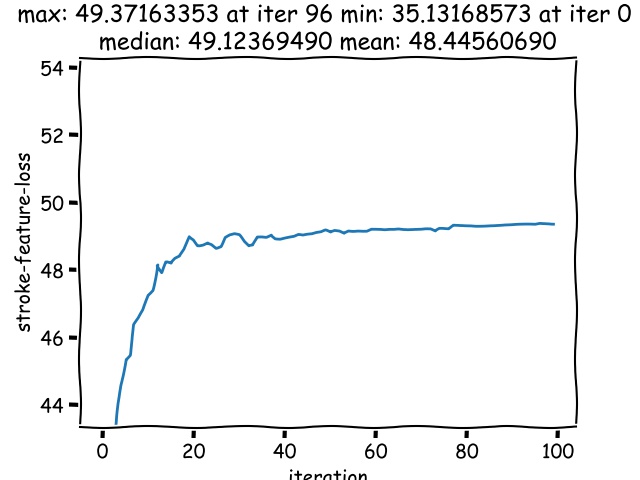 max: 49.37163353 at iter 96 min: 35.13168573 at iter 0
median: 49.12369490 mean: 48.44560690
54
52
50
48
46
44
stroke-feature-loss
0 20 40 60 80 100
iteration